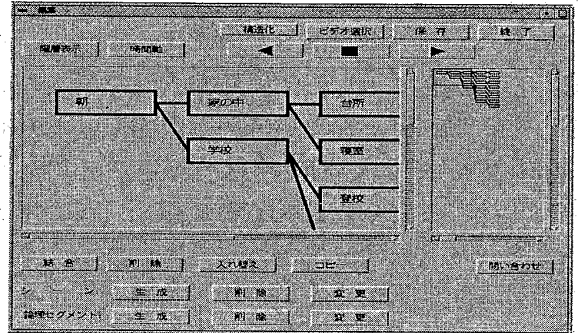 構造化 ビデオ選択 保 存 終 了
階層表示 時間軸
朝 家の中 台所
学校 寝室
登校
結 合 削 除 入れ替え コピー 問い合わせ
シ ー ン 生 成 削 除 変 更
論理セグメント: 生 成 削 除 変 更